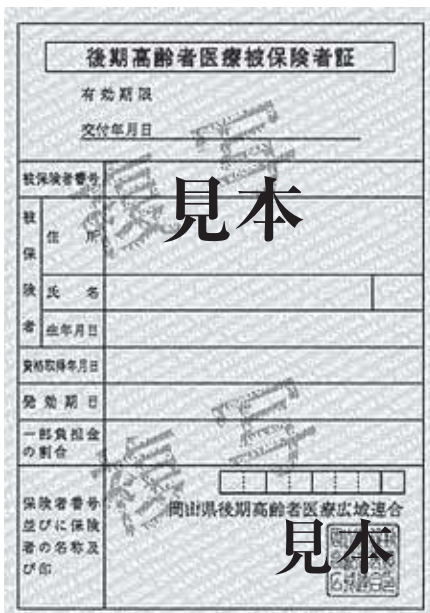 後期高齢者医療被保険者証
有効期限
交付年月日
被保険者番号
見本
被保険者
住所
氏名
生年月日
資格取得年月日
発効期日
一部負担金
の割合
保険者番号
並びに保険
者の名称及
び印
岡山県後期高齢者医療広域連合
見本